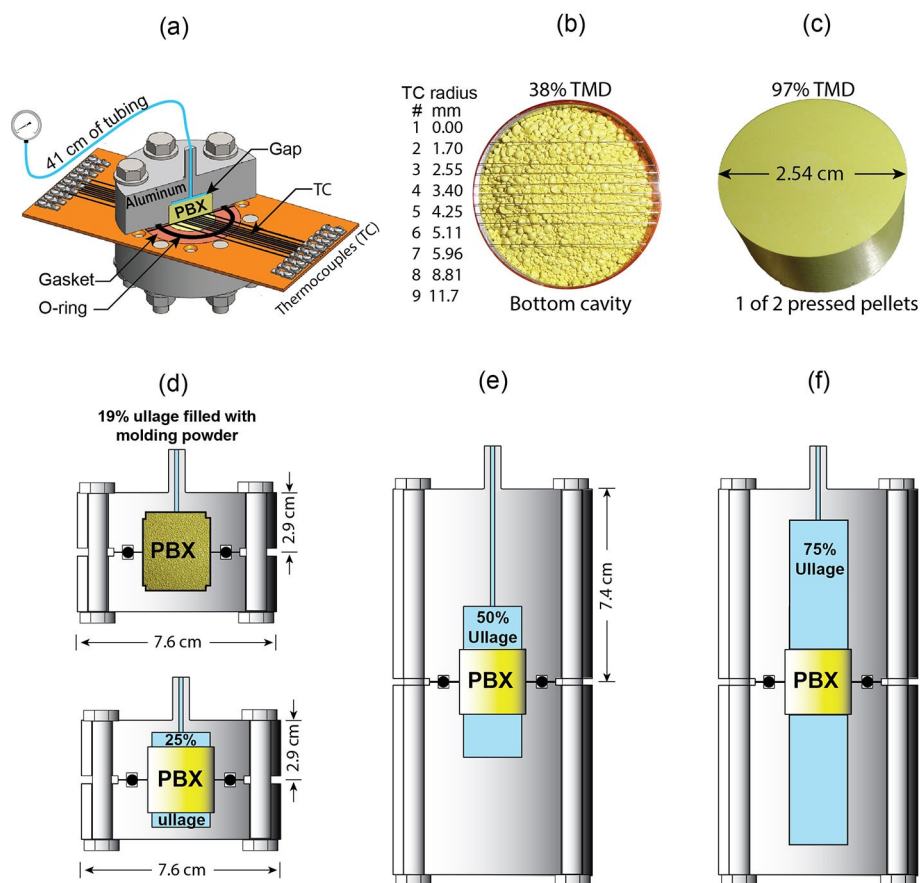 (a)
41 cm of tubing
Gap
Aluminum
PBX
TC
Gasket
O-ring
Thermocouples (TC)
(b)
38% TMD
TC radius
# mm
1 0.00
2 1.70
3 2.55
4 3.40
5 4.25
6 5.11
7 5.96
8 8.81
9 11.7
Bottom cavity
(c)
97% TMD
2.54 cm
1 of 2 pressed pellets
(d)
19% ullage filled with
molding powder
PBX
2.9 cm
7.6 cm
25%
PBX
ullage
2.9 cm
7.6 cm
(e)
50%
Ullage
PBX
7.4 cm
(f)
75%
Ullage
PBX